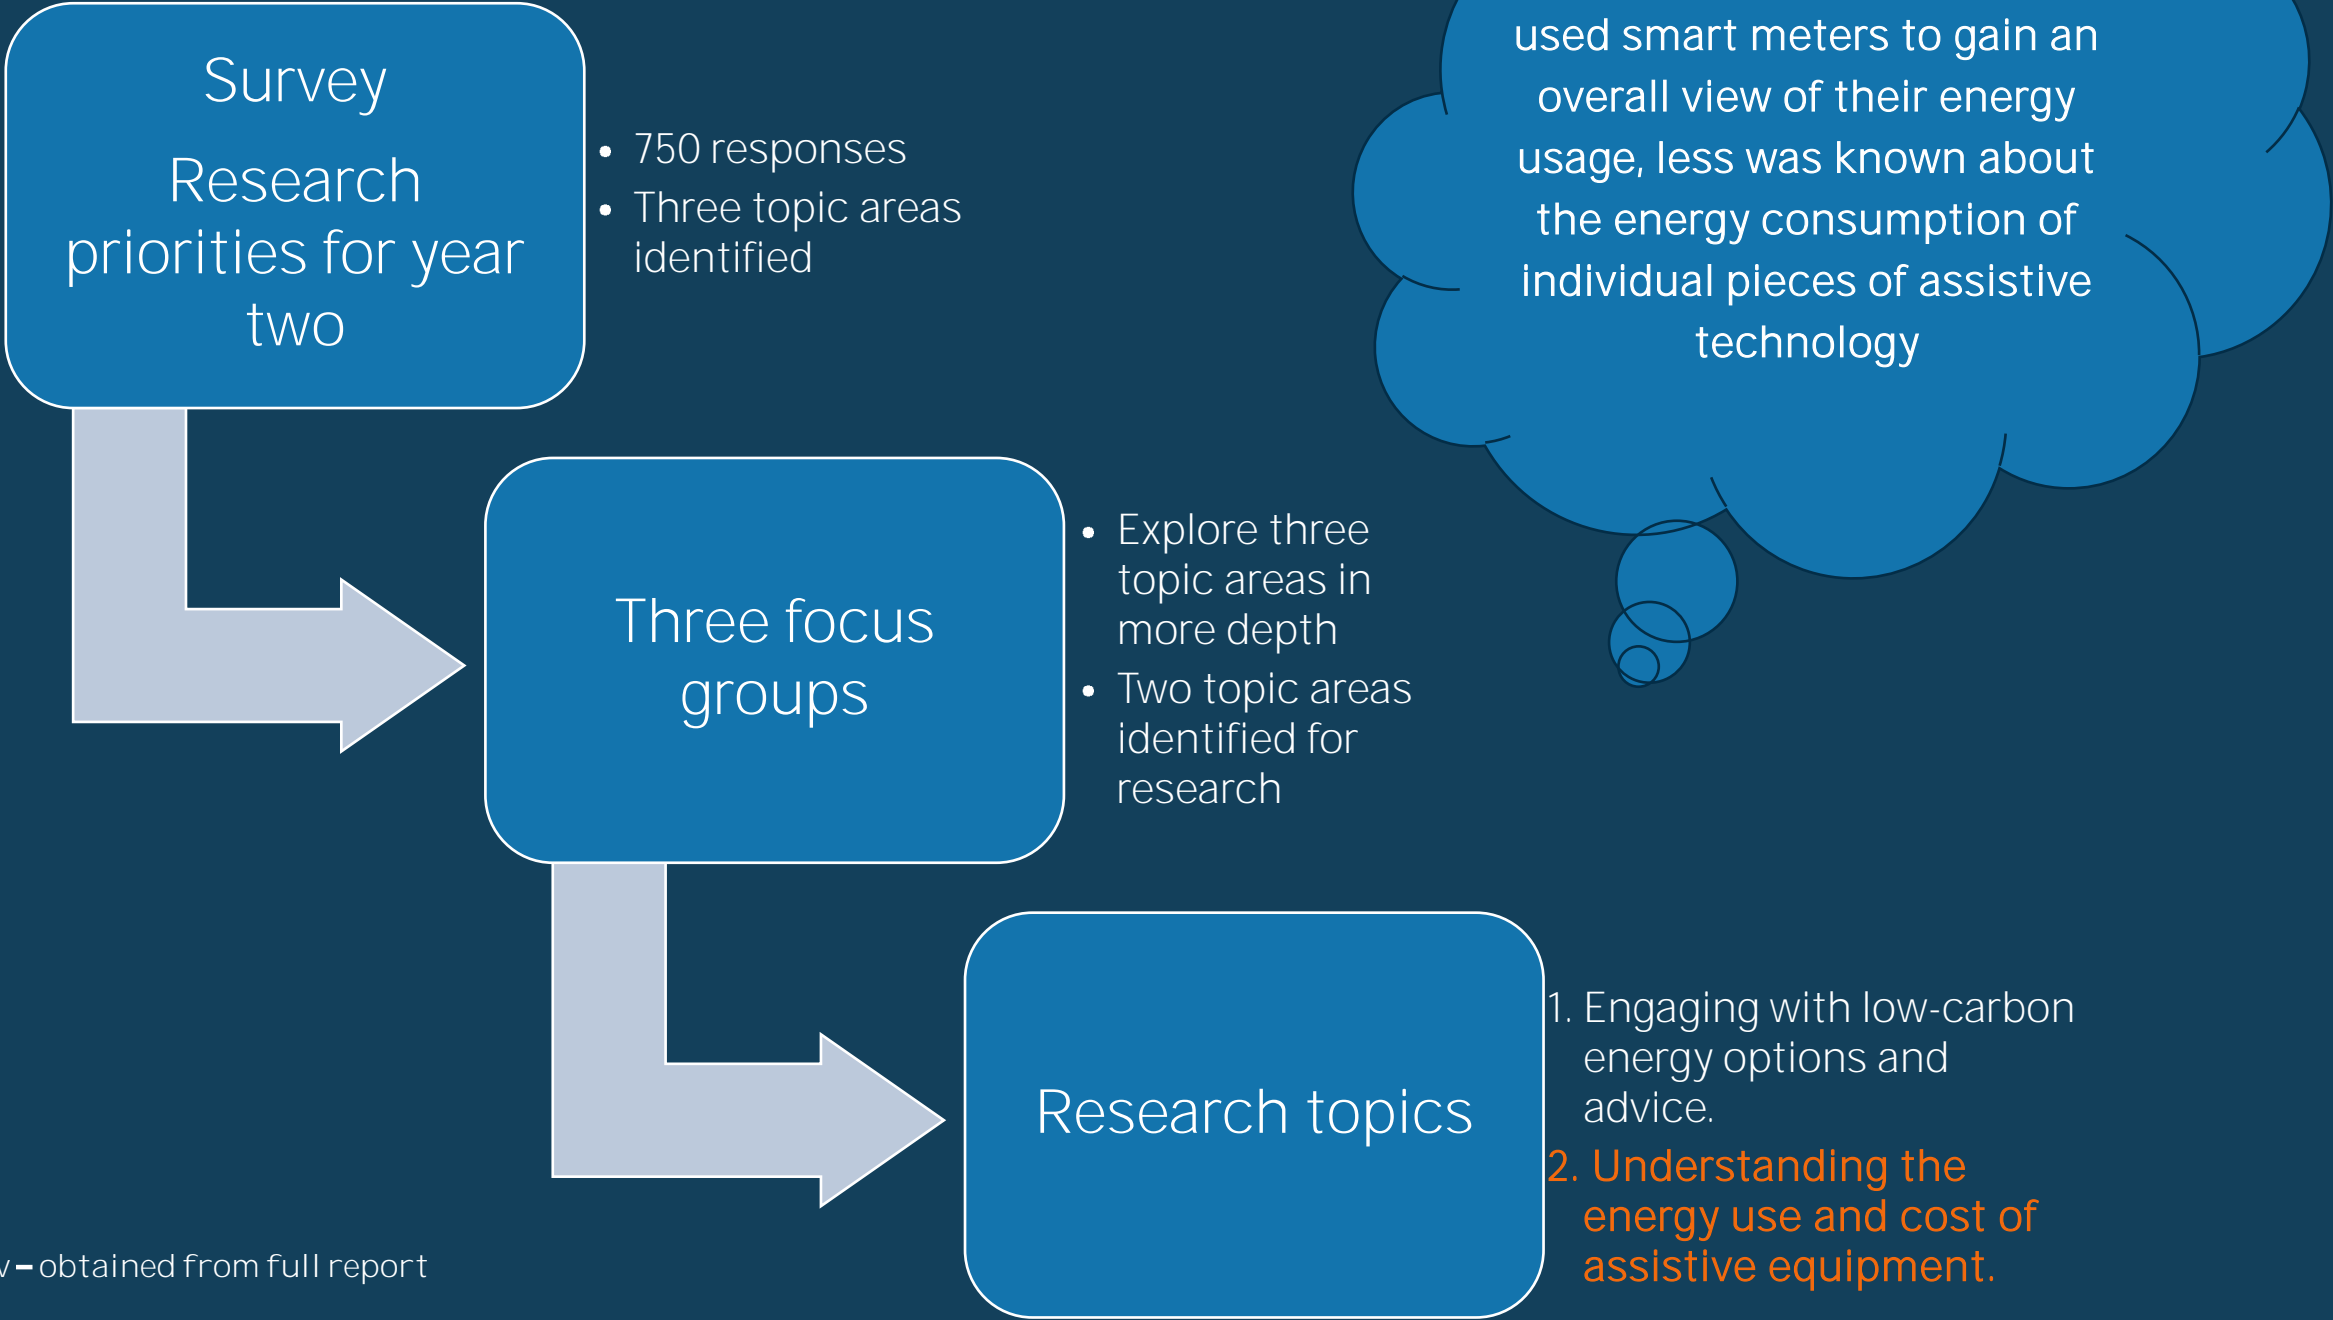 Survey
Research
priorities for year
two
• 750 responses
• Three topic areas
identified
used smart meters to gain an
overall view of their energy
usage, less was known about
the energy consumption of
individual pieces of assistive
technology
Three focus
groups
• Explore three
topic areas in
more depth
• Two topic areas
identified for
research
Research topics
1. Engaging with low-carbon
energy options and
advice.
2. Understanding the
energy use and cost of
assistive equipment.
– obtained from full report